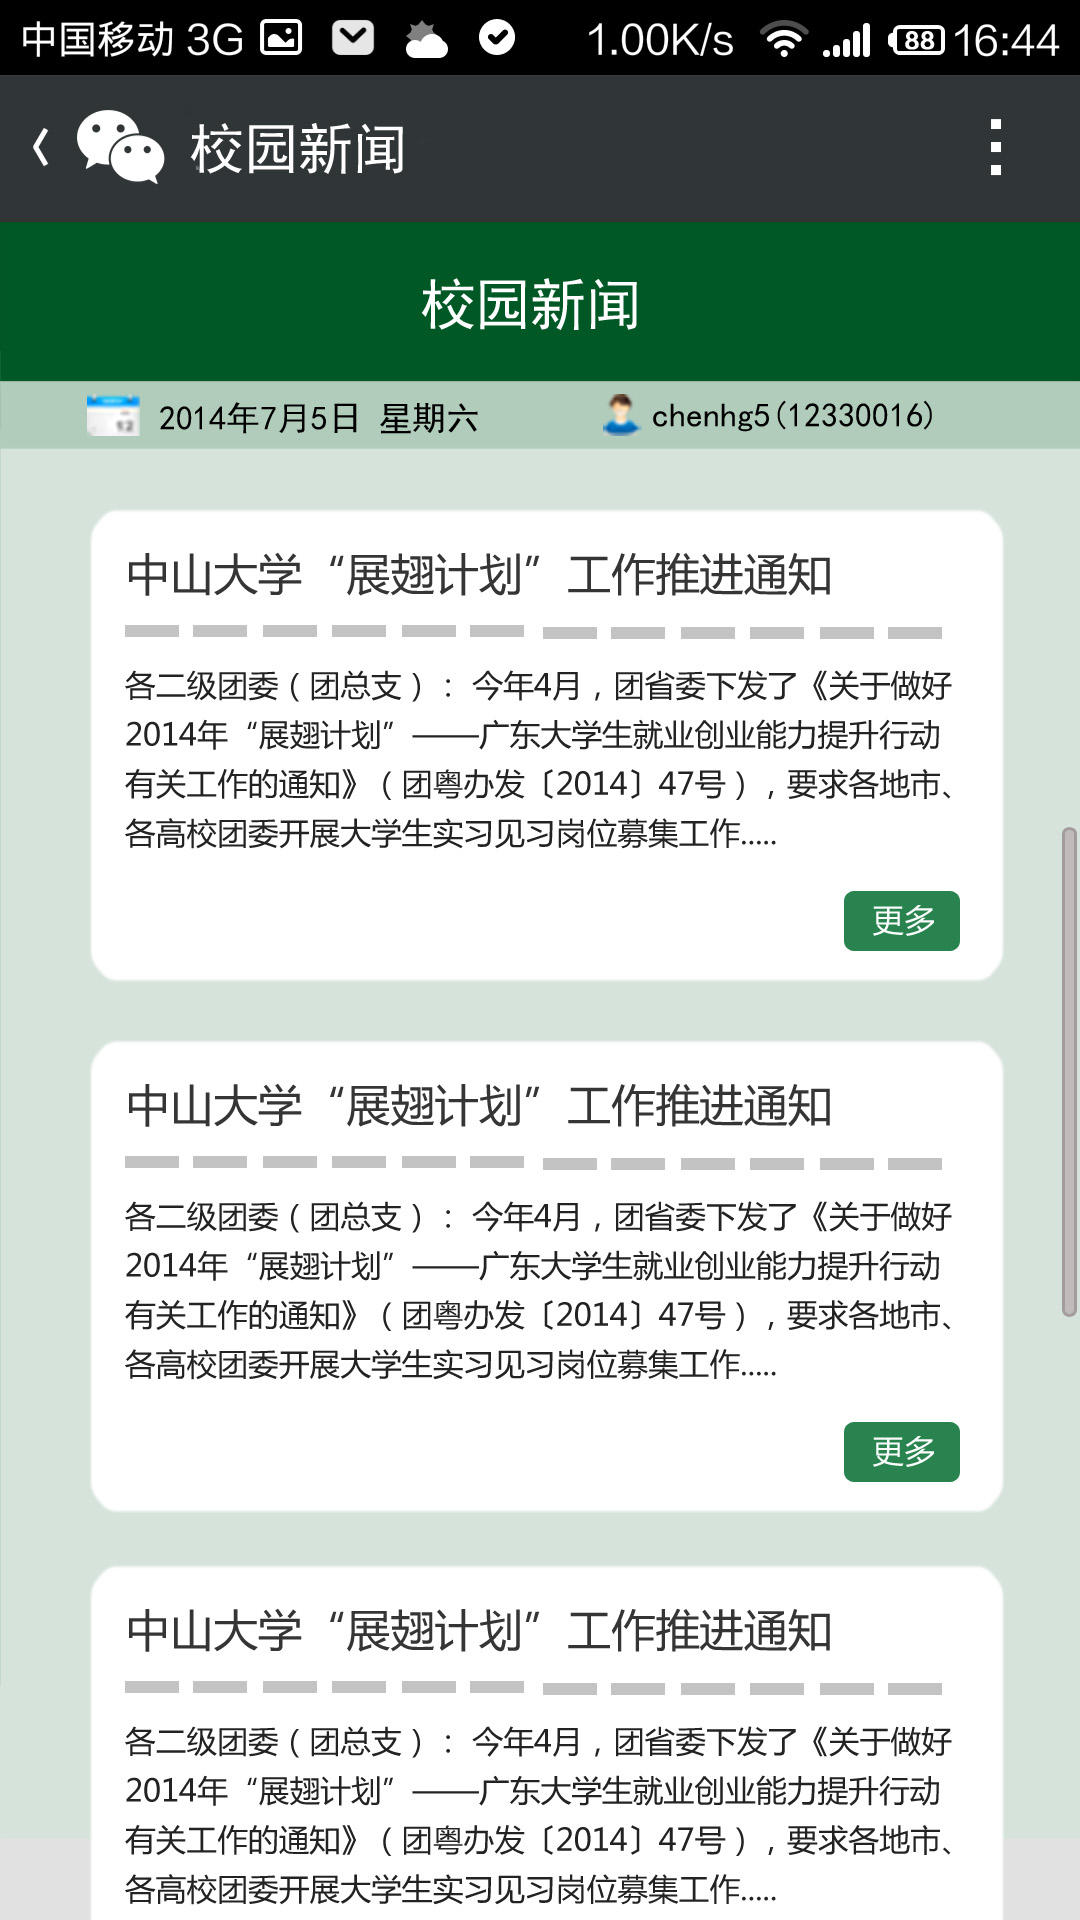 中国移动 3G 1.00K/s 88 16:44
校园新闻
校园新闻
12 2014年7月5日 星期六 chenhg5(12330016)
中山大学“展翅计划”工作推进通知
各二级团委（团总支）：今年4月，团省委下发了《关于做好
2014年“展翅计划”——广东大学生就业创业能力提升行动
有关工作的通知》（团粤办发〔2014〕47号），要求各地市、
各高校团委开展大学生实习见习岗位募集工作.....
更多
中山大学“展翅计划”工作推进通知
各二级团委（团总支）：今年4月，团省委下发了《关于做好
2014年“展翅计划”——广东大学生就业创业能力提升行动
有关工作的通知》（团粤办发〔2014〕47号），要求各地市、
各高校团委开展大学生实习见习岗位募集工作.....
更多
中山大学“展翅计划”工作推进通知
各二级团委（团总支）：今年4月，团省委下发了《关于做好
2014年“展翅计划”——广东大学生就业创业能力提升行动
有关工作的通知》（团粤办发〔2014〕47号），要求各地市、
各高校团委开展大学生实习见习岗位募集工作.....